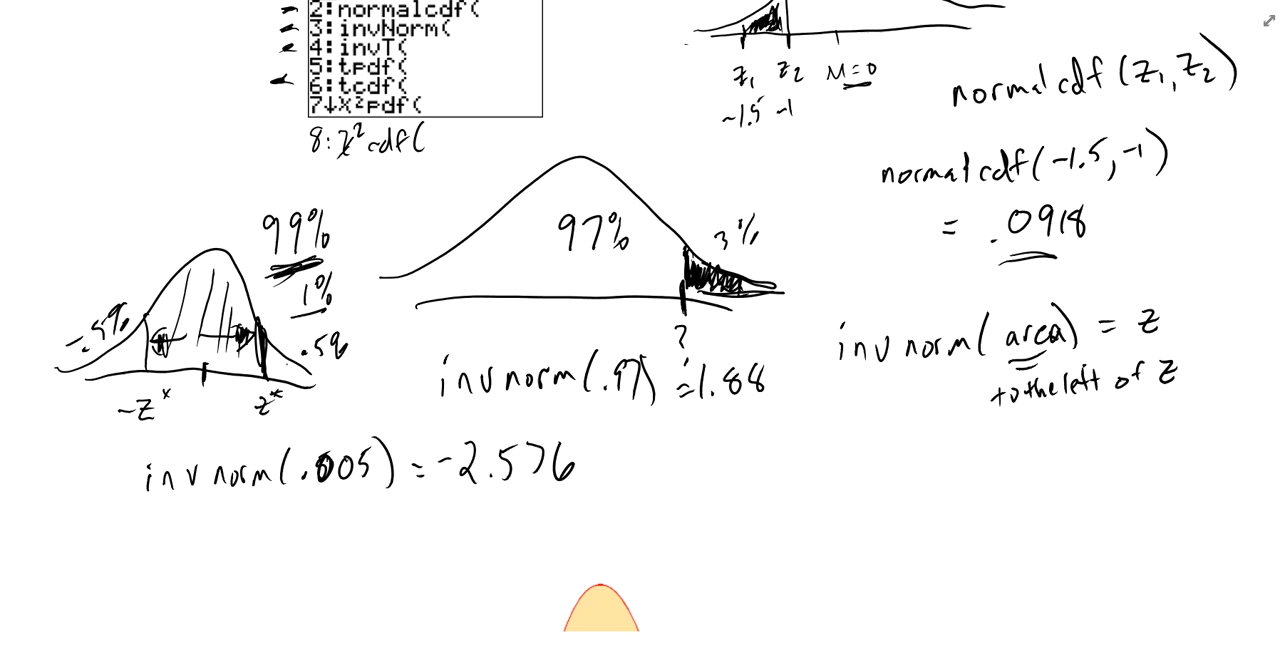 2:normalcdf(
3:invNorm(
4:invT(
5:tpdf(
6:tcdf(
7↓X²pdf(
8:χ²cdf(
z₁ z₂ M=0
-1.5 -1
normalcdf(z₁,z₂)
normalcdf(-1.5,-1)
= .0918
99%
1%
.5%
.5%
-z* z*
97%
3%
?
invnorm(.97) = 1.88
invnorm(area) = z
to the left of z
invnorm(.005) = -2.576